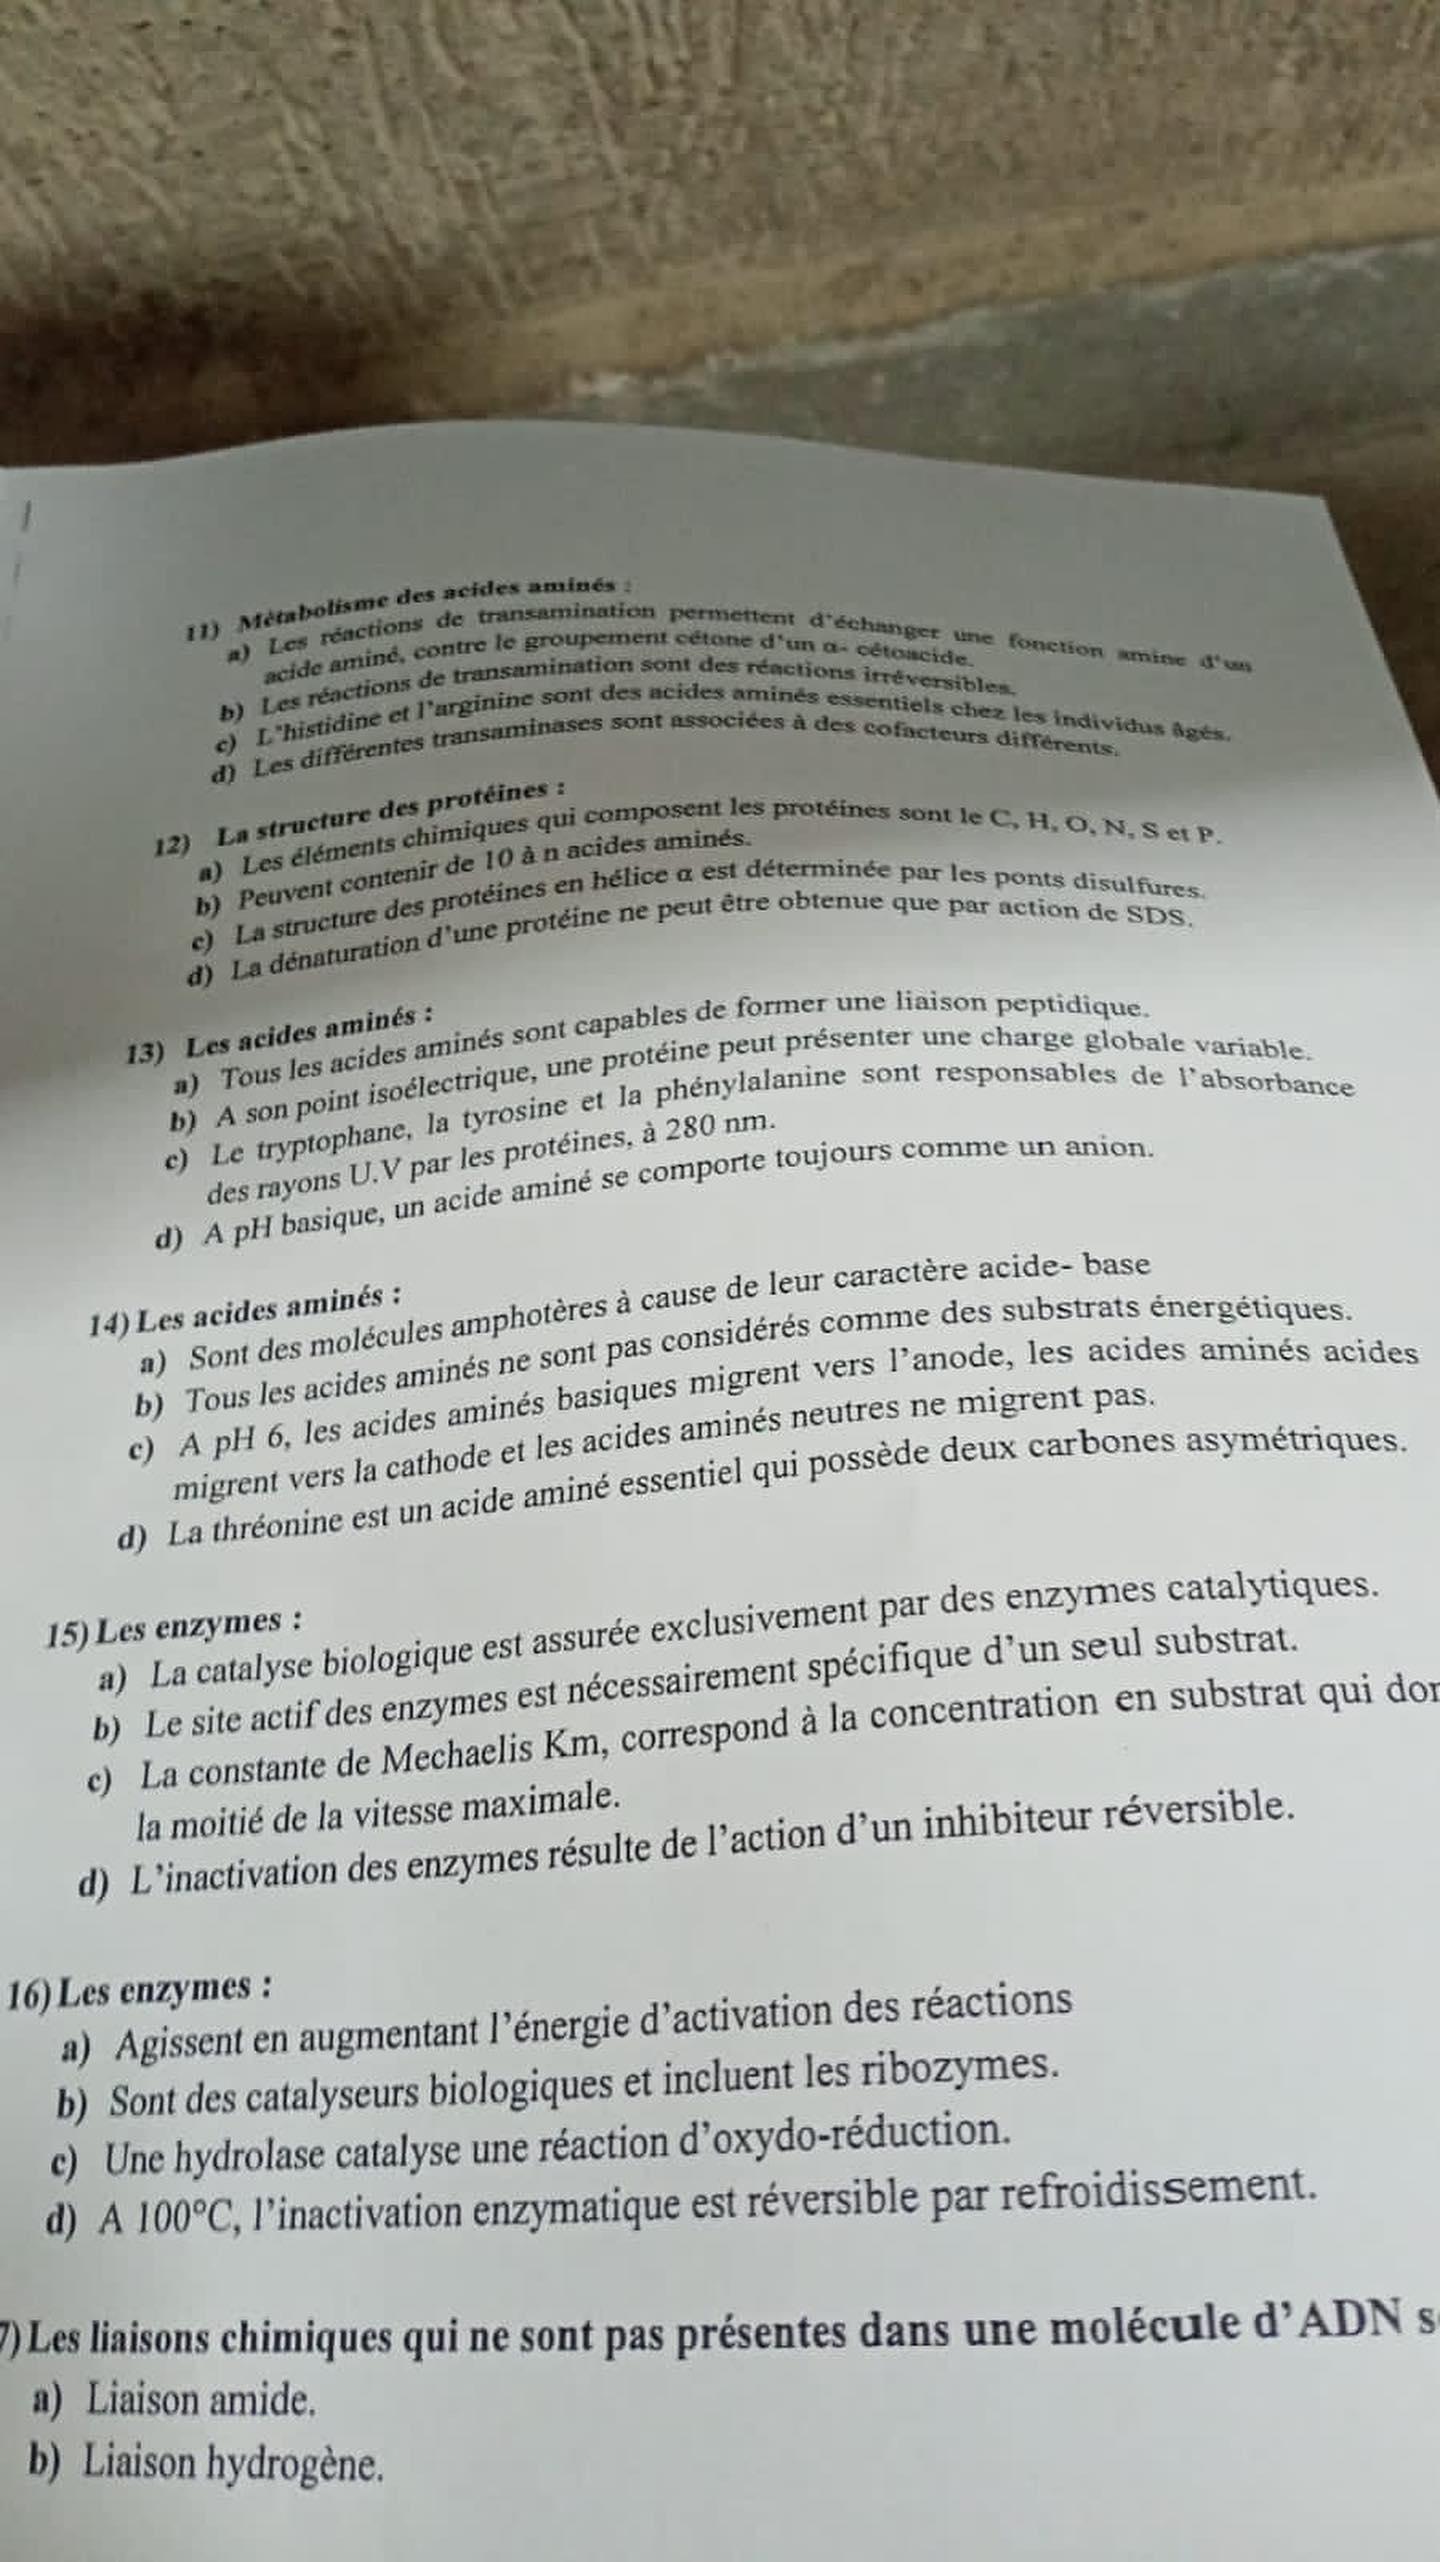 11) Métabolisme des acides aminés :
a) Les réactions de transamination permettent d'échanger une fonction amine d'un
acide aminé, contre le groupement cétone d'un α- cétoacide.
b) Les réactions de transamination sont des réactions irréversibles.
c) L'histidine et l'arginine sont des acides aminés essentiels chez les individus âgés.
d) Les différentes transaminases sont associées à des cofacteurs différents.
12) La structure des protéines :
a) Les éléments chimiques qui composent les protéines sont le C, H, O, N, S et P.
b) Peuvent contenir de 10 à n acides aminés.
c) La structure des protéines en hélice α est déterminée par les ponts disulfures.
d) La dénaturation d'une protéine ne peut être obtenue que par action de SDS.
13) Les acides aminés :
a) Tous les acides aminés sont capables de former une liaison peptidique.
b) A son point isoélectrique, une protéine peut présenter une charge globale variable.
c) Le tryptophane, la tyrosine et la phénylalanine sont responsables de l'absorbance
des rayons U.V par les protéines, à 280 nm.
d) A pH basique, un acide aminé se comporte toujours comme un anion.
14) Les acides aminés :
a) Sont des molécules amphotères à cause de leur caractère acide- base
b) Tous les acides aminés ne sont pas considérés comme des substrats énergétiques.
c) A pH 6, les acides aminés basiques migrent vers l'anode, les acides aminés acides
migrent vers la cathode et les acides aminés neutres ne migrent pas.
d) La thréonine est un acide aminé essentiel qui possède deux carbones asymétriques.
15) Les enzymes :
a) La catalyse biologique est assurée exclusivement par des enzymes catalytiques.
b) Le site actif des enzymes est nécessairement spécifique d'un seul substrat.
c) La constante de Mechaelis Km, correspond à la concentration en substrat qui
la moitié de la vitesse maximale.
d) L'inactivation des enzymes résulte de l'action d'un inhibiteur réversible.
16) Les enzymes :
a) Agissent en augmentant l'énergie d'activation des réactions
b) Sont des catalyseurs biologiques et incluent les ribozymes.
c) Une hydrolase catalyse une réaction d'oxydo-réduction.
d) A 100°C, l'inactivation enzymatique est réversible par refroidissement.
7) Les liaisons chimiques qui ne sont pas présentes dans une molécule d'ADN
a) Liaison amide.
b) Liaison hydrogène.